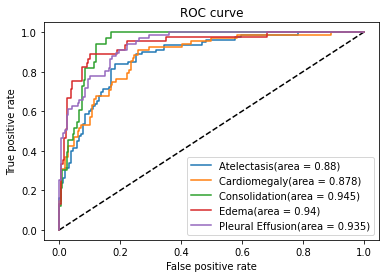 ROC curve
True positive rate
1.0
0.8
0.6
0.4
0.2
0.0
Atelectasis(area = 0.88)
Cardiomegaly(area = 0.878)
Consolidation(area = 0.945)
Edema(area = 0.94)
Pleural Effusion(area = 0.935)
0.0 0.2 0.4 0.6 0.8 1.0
False positive rate